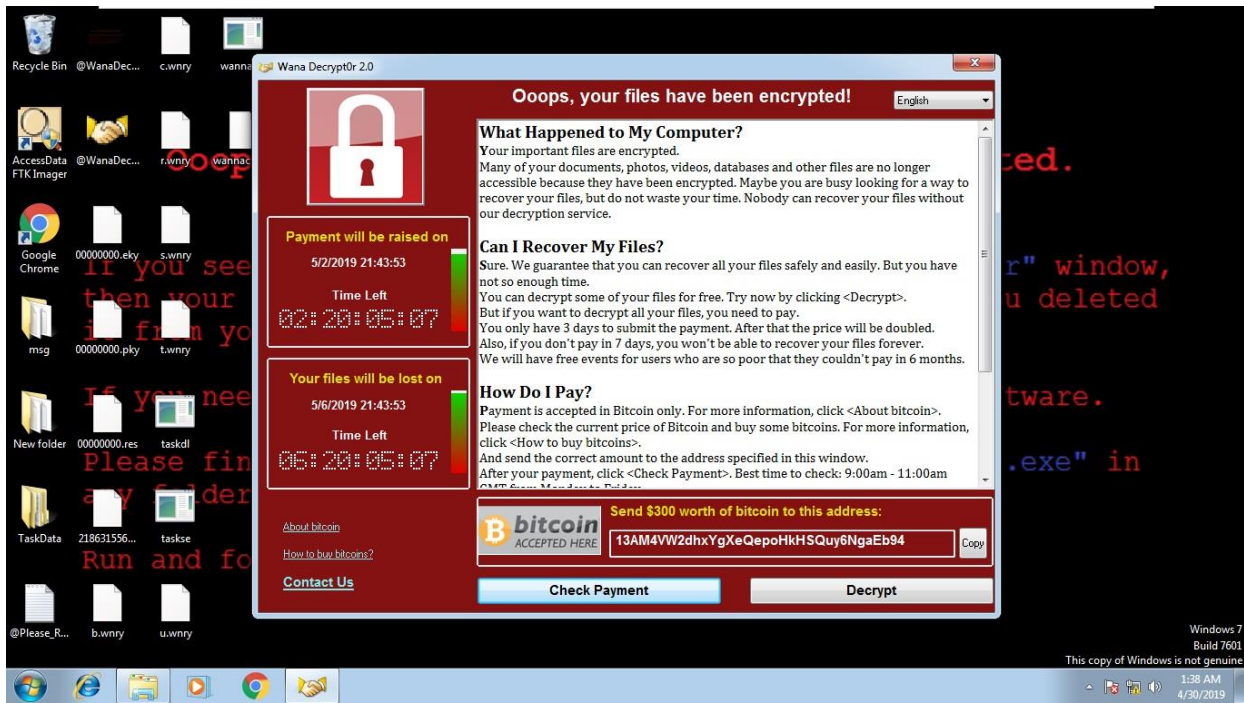 Recycle Bin
@WanaDec...
c.wnry
wanna
AccessData
FTK Imager
@WanaDec...
r.wnry
wannac
Google
Chrome
00000000.eky
s.wnry
msg
00000000.pky
t.wnry
New folder
00000000.res
taskdl
TaskData
218631556...
taskse
@Please_R...
b.wnry
u.wnry
Ooop
ted.
If you see
r" window,
then your
u deleted
it from yo
If you nee
tware.
Please fin
.exe" in
any folder
Run and fo
Wana Decrypt0r 2.0
Ooops, your files have been encrypted!
English
Payment will be raised on
5/2/2019 21:43:53
Time Left
02:20:05:07
Your files will be lost on
5/6/2019 21:43:53
Time Left
06:20:05:07
About bitcoin
How to buy bitcoins?
Contact Us
What Happened to My Computer?
Your important files are encrypted.
Many of your documents, photos, videos, databases and other files are no longer
accessible because they have been encrypted. Maybe you are busy looking for a way to
recover your files, but do not waste your time. Nobody can recover your files without
our decryption service.
Can I Recover My Files?
Sure. We guarantee that you can recover all your files safely and easily. But you have
not so enough time.
You can decrypt some of your files for free. Try now by clicking <Decrypt>.
But if you want to decrypt all your files, you need to pay.
You only have 3 days to submit the payment. After that the price will be doubled.
Also, if you don't pay in 7 days, you won't be able to recover your files forever.
We will have free events for users who are so poor that they couldn't pay in 6 months.
How Do I Pay?
Payment is accepted in Bitcoin only. For more information, click <About bitcoin>.
Please check the current price of Bitcoin and buy some bitcoins. For more information,
click <How to buy bitcoins>.
And send the correct amount to the address specified in this window.
After your payment, click <Check Payment>. Best time to check: 9:00am - 11:00am
GMT from Monday to Friday.
bitcoin
ACCEPTED HERE
Send $300 worth of bitcoin to this address:
13AM4VW2dhxYgXeQepoHkHSQuy6NgaEb94
Copy
Check Payment
Decrypt
Windows 7
Build 7601
This copy of Windows is not genuine
1:38 AM
4/30/2019